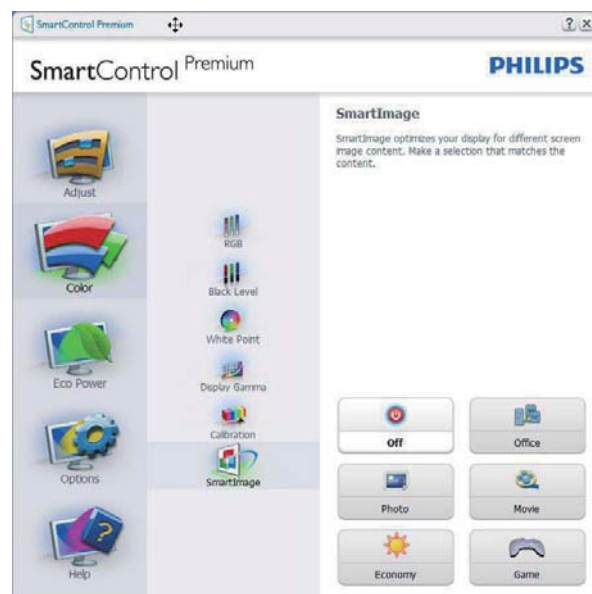 SmartControl Premium
? x
SmartControl Premium
PHILIPS
Adjust
Color
Eco Power
Options
Help
RGB
Black Level
White Point
Display Gamma
Calibration
SmartImage
SmartImage
SmartImage optimizes your display for different screen
image content. Make a selection that matches the
content.
Off
Office
Photo
Movie
Economy
Game